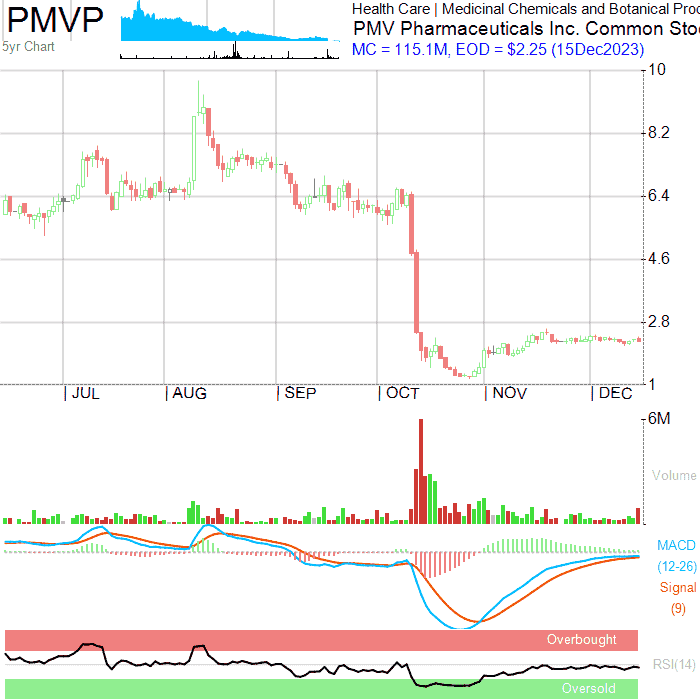 PMVP
5yr Chart
Health Care | Medicinal Chemicals and Botanical Proc
PMV Pharmaceuticals Inc. Common Sto
MC = 115.1M, EOD = $2.25 (15Dec2023)
10
8.2
6.4
4.6
2.8
1
| JUL | AUG | SEP | OCT | NOV | DEC
6M
Volume
MACD
(12-26)
Signal
(9)
Overbought
RSI(14)
Oversold